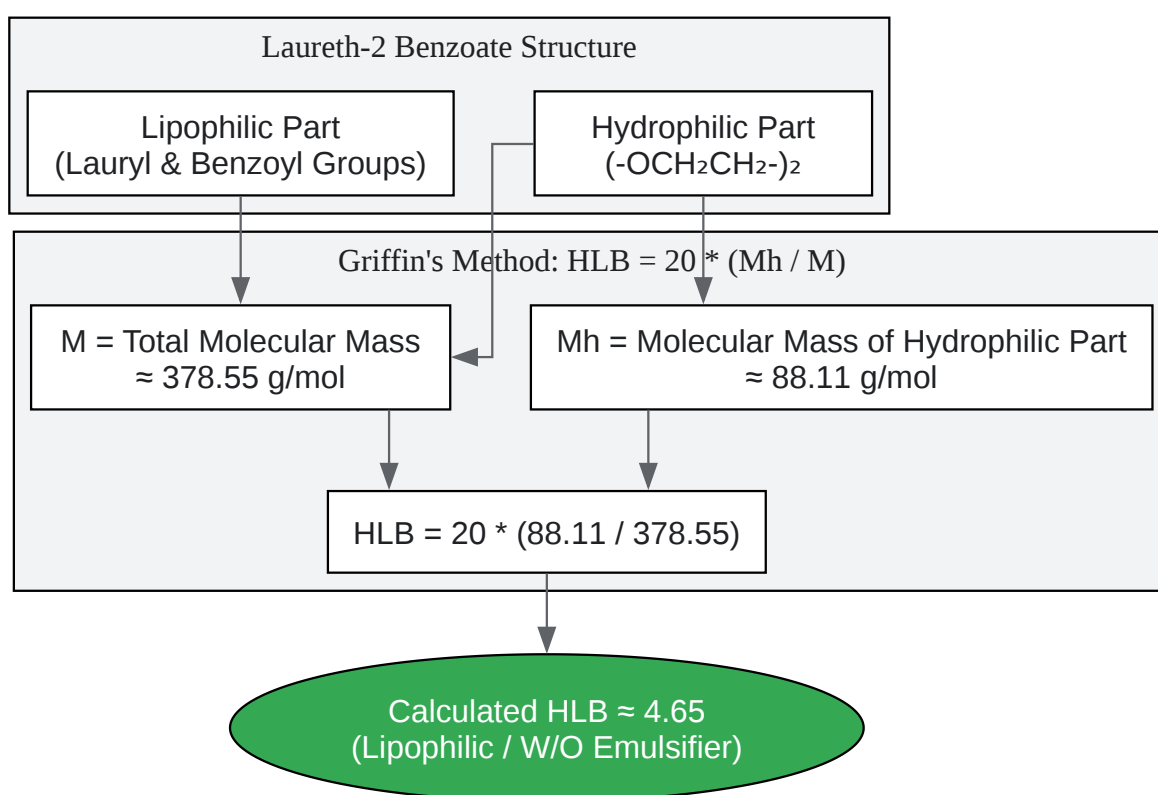 Laureth-2 Benzoate Structure
Lipophilic Part
(Lauryl & Benzoyl Groups)
Hydrophilic Part
(-OCH₂CH₂-)₂
Griffin's Method: HLB = 20 * (Mh / M)
M = Total Molecular Mass
≈ 378.55 g/mol
Mh = Molecular Mass of Hydrophilic Part
≈ 88.11 g/mol
HLB = 20 * (88.11 / 378.55)
Calculated HLB ≈ 4.65
(Lipophilic / W/O Emulsifier)